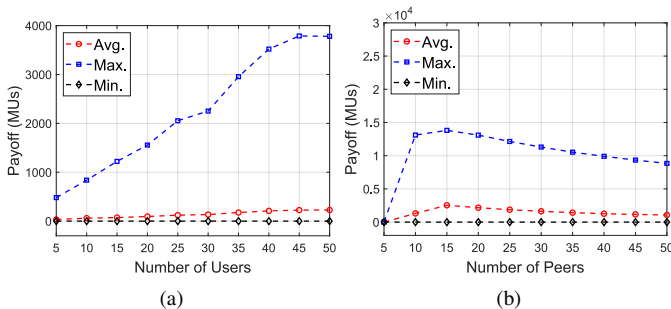 4000
3000
2000
1000
0
Payoff (MUs)
Avg.
Max.
Min.
5 10 15 20 25 30 35 40 45 50
Number of Users
(a)
×10⁴
3
2.5
2
1.5
1
0.5
0
Payoff (MUs)
Avg.
Max.
Min.
5 10 15 20 25 30 35 40 45 50
Number of Peers
(b)